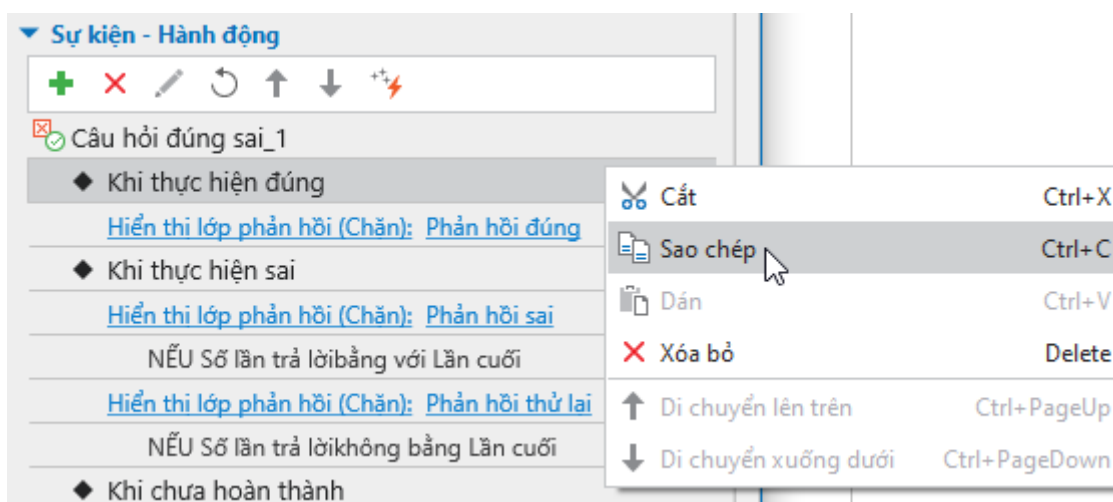 Sự kiện - Hành động
Câu hỏi đúng sai_1
Khi thực hiện đúng
Hiển thị lớp phản hồi (Chặn): Phản hồi đúng
Khi thực hiện sai
Hiển thị lớp phản hồi (Chặn): Phản hồi sai
NẾU Số lần trả lờibằng với Lần cuối
Hiển thị lớp phản hồi (Chặn): Phản hồi thử lại
NẾU Số lần trả lờikhông bằng Lần cuối
Khi chưa hoàn thành
Cắt Ctrl+X
Sao chép Ctrl+C
Dán Ctrl+V
Xóa bỏ Delete
Di chuyển lên trên Ctrl+PageUp
Di chuyển xuống dưới Ctrl+PageDown